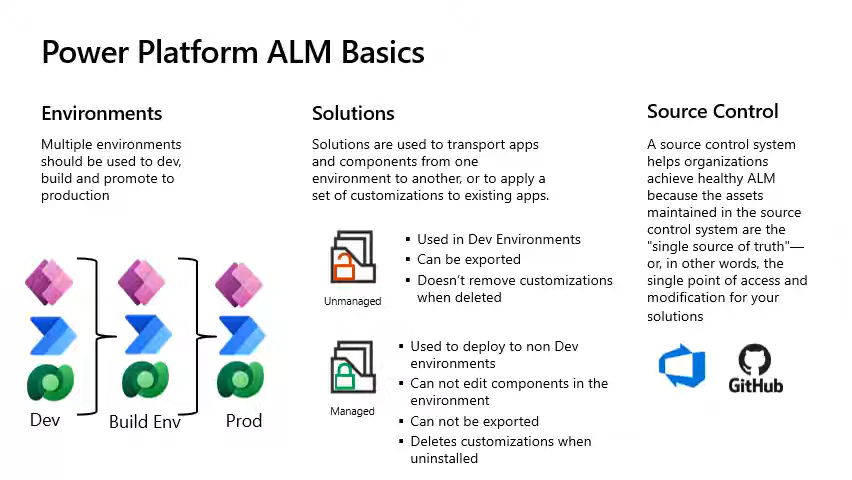 Power Platform ALM Basics
Environments
Multiple environments
should be used to dev,
build and promote to
production
Dev
Build Env
Prod
Solutions
Solutions are used to transport apps
and components from one
environment to another, or to apply a
set of customizations to existing apps.
Unmanaged
▪ Used in Dev Environments
▪ Can be exported
▪ Doesn't remove customizations
when deleted
Managed
▪ Used to deploy to non Dev
environments
▪ Can not edit components in the
environment
▪ Can not be exported
▪ Deletes customizations when
uninstalled
Source Control
A source control system
helps organizations
achieve healthy ALM
because the assets
maintained in the source
control system are the
"single source of truth"—
or, in other words, the
single point of access and
modification for your
solutions
GitHub